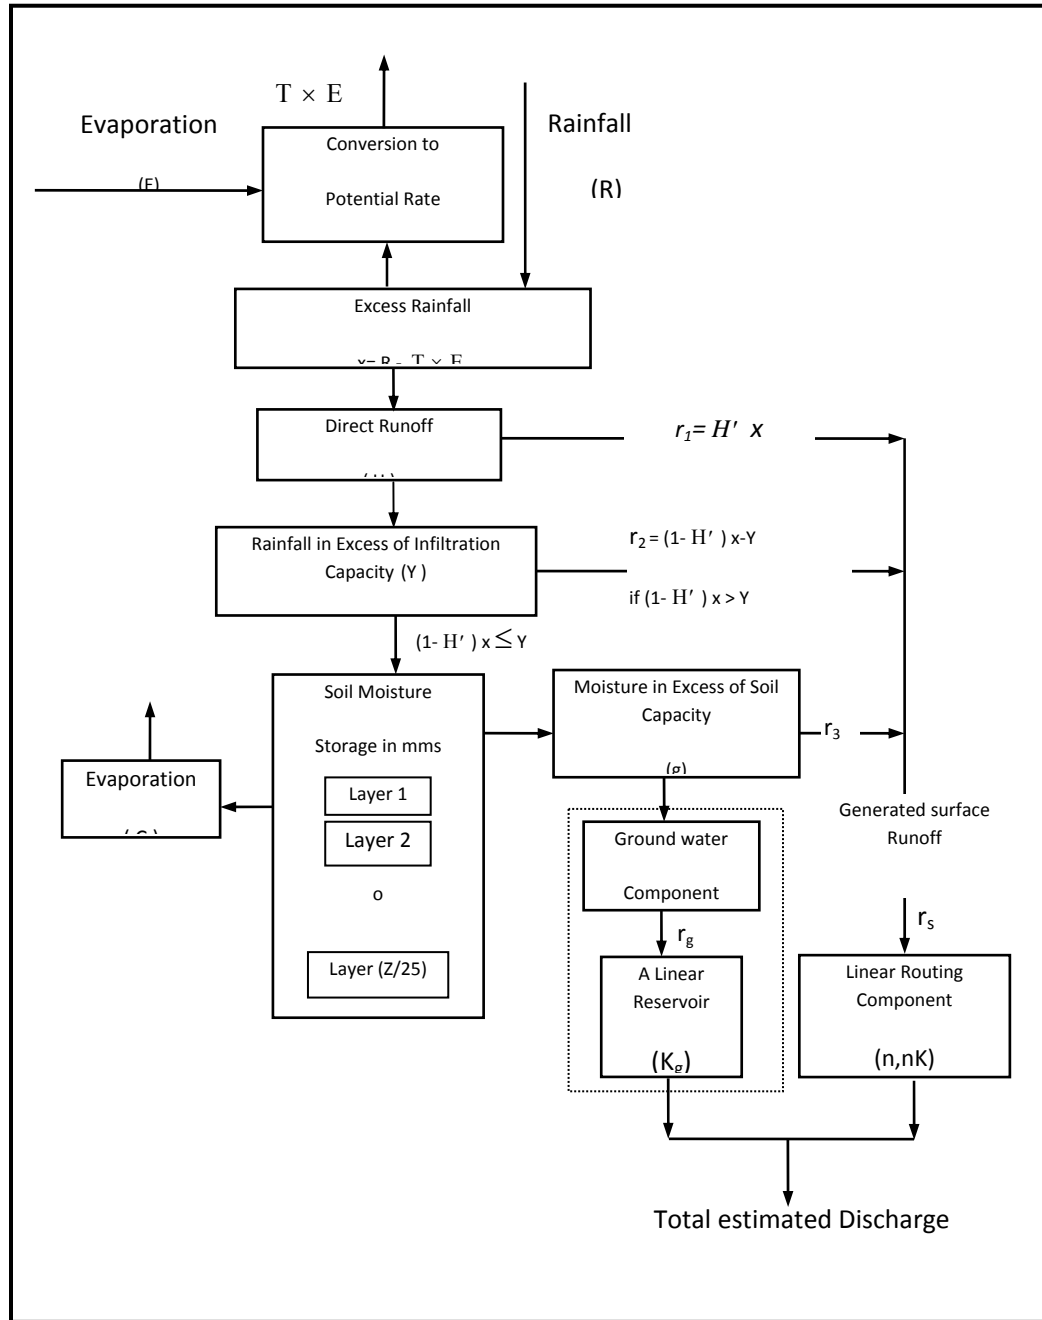 T × E
Evaporation
Rainfall
Conversion to
Potential Rate
(E)
(R)
Excess Rainfall
x= R - T × E
Direct Runoff
r1= H′ x
Rainfall in Excess of Infiltration
Capacity (Y )
r2 = (1- H′ ) x-Y
if (1- H′ ) x > Y
(1- H′ ) x ≤ Y
Soil Moisture
Storage in mms
Layer 1
Layer 2
o
Layer (Z/25)
Moisture in Excess of Soil
Capacity
(g)
r3
Evaporation
Generated surface
Runoff
Ground water
Component
rg
rs
A Linear
Reservoir
(Kg)
Linear Routing
Component
(n,nK)
Total estimated Discharge